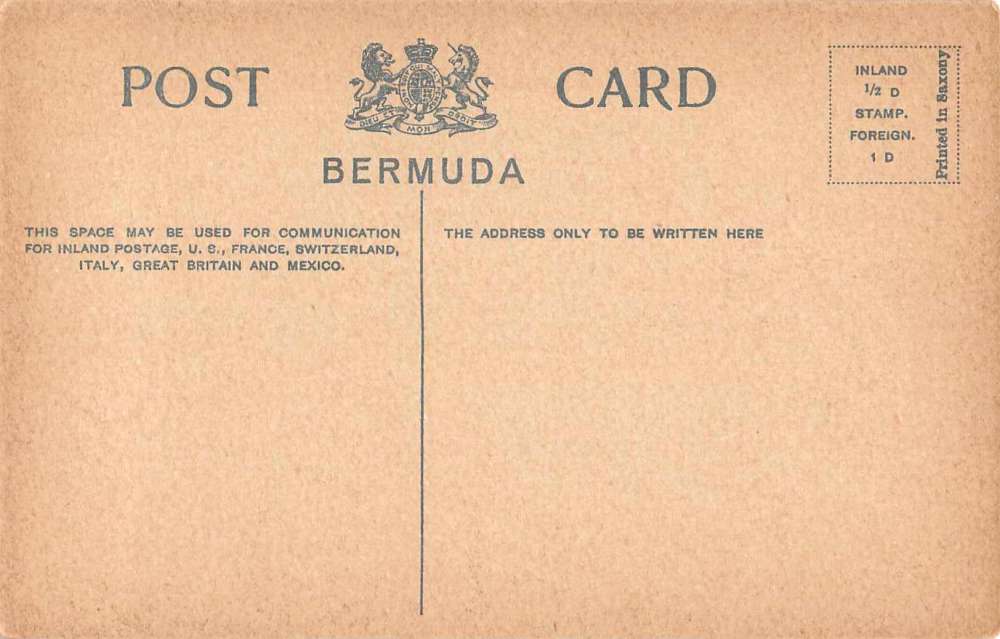 POST CARD
DIEU ET MON DROIT
BERMUDA
INLAND
1/2 D
STAMP.
FOREIGN.
1 D
Printed in Saxony
THIS SPACE MAY BE USED FOR COMMUNICATION
FOR INLAND POSTAGE, U. S., FRANCE, SWITZERLAND,
ITALY, GREAT BRITAIN AND MEXICO.
THE ADDRESS ONLY TO BE WRITTEN HERE